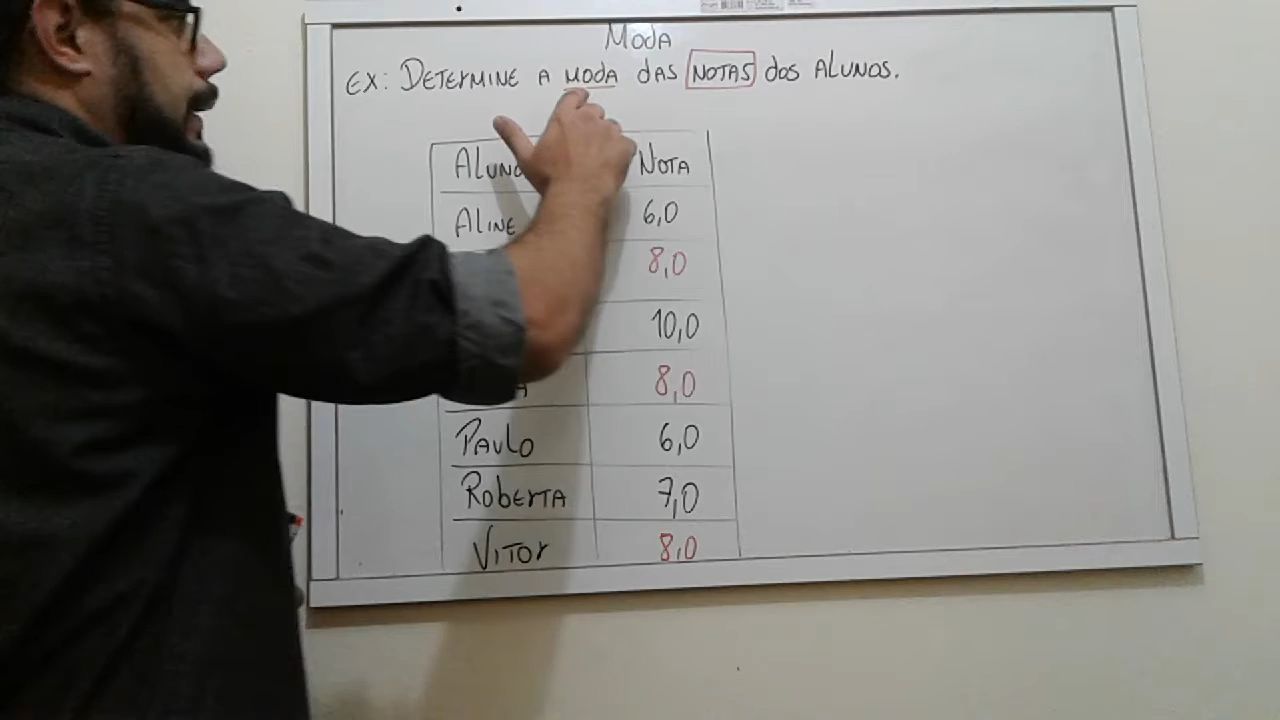 Moda
Ex: Determine a moda das notas dos alunos.
Aluno Nota
Aline 6,0
8,0
10,0
8,0
Paulo 6,0
Roberta 7,0
Vitor 8,0